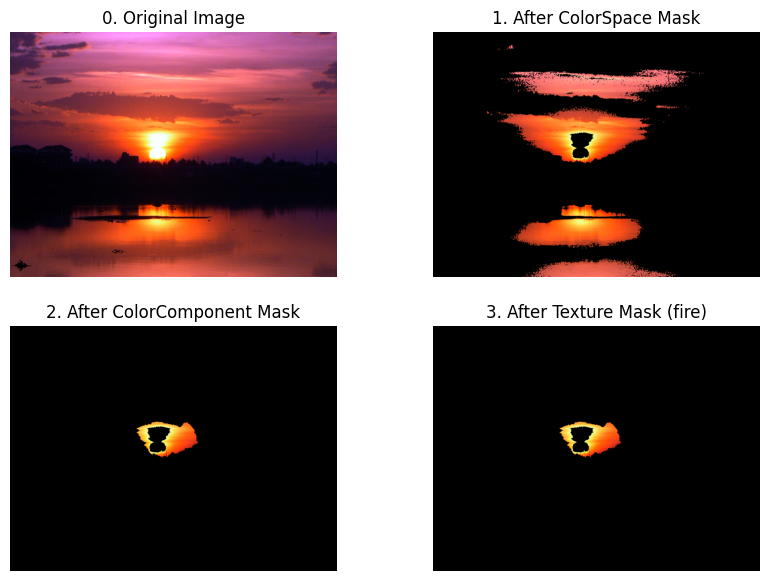 0. Original Image
1. After ColorSpace Mask
2. After ColorComponent Mask
3. After Texture Mask (fire)